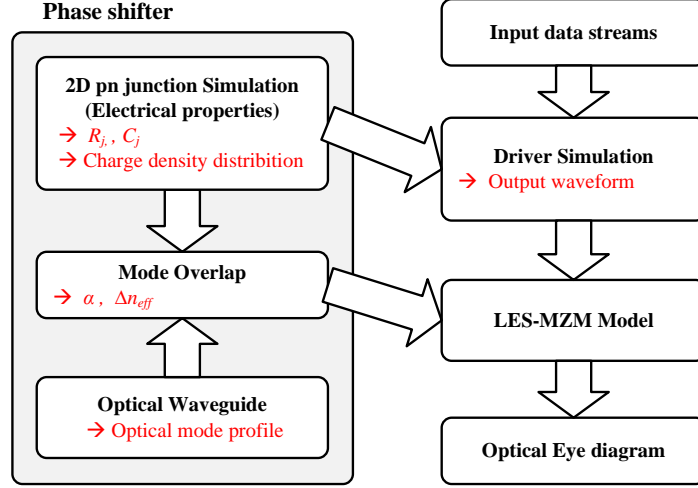 Phase shifter
2D pn junction Simulation
(Electrical properties)
→ Rj, , Cj
→ Charge density distribition
Mode Overlap
→ α , Δneff
Optical Waveguide
→ Optical mode profile
Input data streams
Driver Simulation
→ Output waveform
LES-MZM Model
Optical Eye diagram